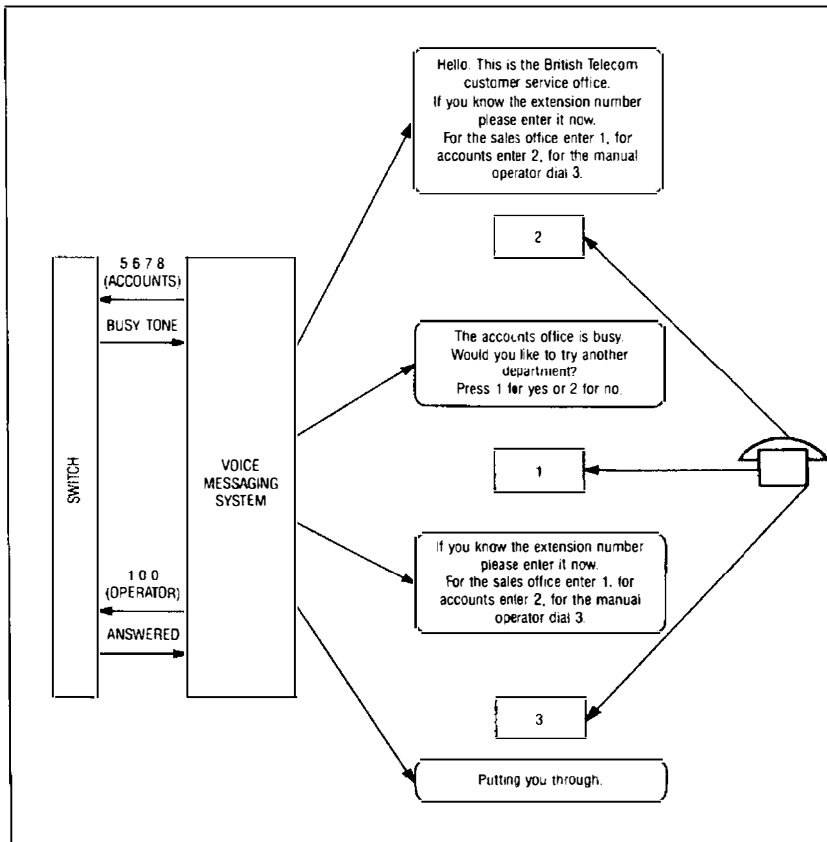 Hello. This is the British Telecom
customer service office.
If you know the extension number
please enter it now.
For the sales office enter 1, for
accounts enter 2, for the manual
operator dial 3.
2
5 6 7 8
(ACCOUNTS)
BUSY TONE
The accounts office is busy.
Would you like to try another
department?
Press 1 for yes or 2 for no.
SWITCH
VOICE
MESSAGING
SYSTEM
1
If you know the extension number
please enter it now.
For the sales office enter 1, for
accounts enter 2, for the manual
operator dial 3.
1 0 0
(OPERATOR)
ANSWERED
3
Putting you through.